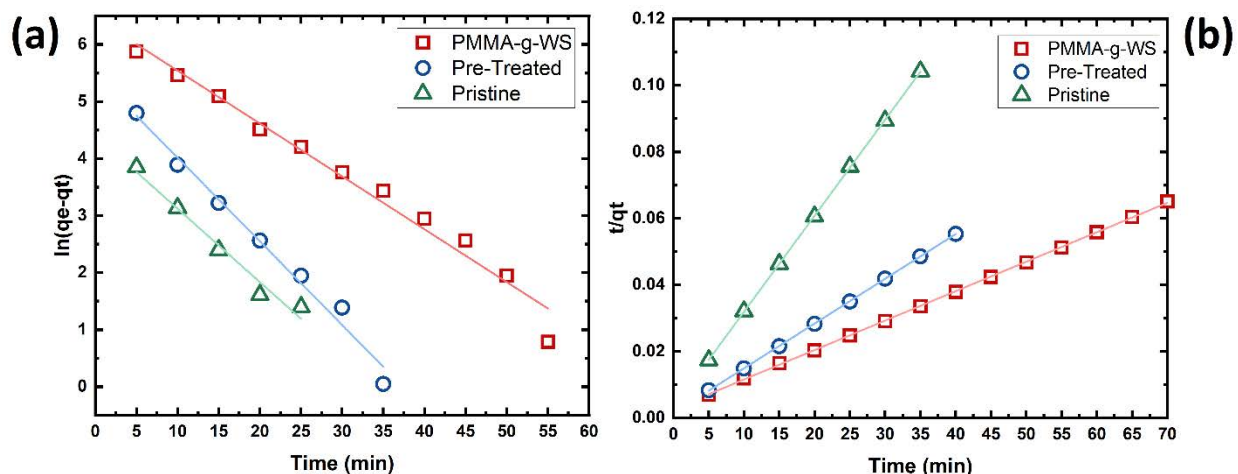 (a)
ln(qe-qt)
6
5
4
3
2
1
0
PMMA-g-WS
Pre-Treated
Pristine
0 5 10 15 20 25 30 35 40 45 50 55 60
Time (min)
(b)
t/qt
0.12
0.10
0.08
0.06
0.04
0.02
0.00
PMMA-g-WS
Pre-Treated
Pristine
0 5 10 15 20 25 30 35 40 45 50 55 60 65 70
Time (min)